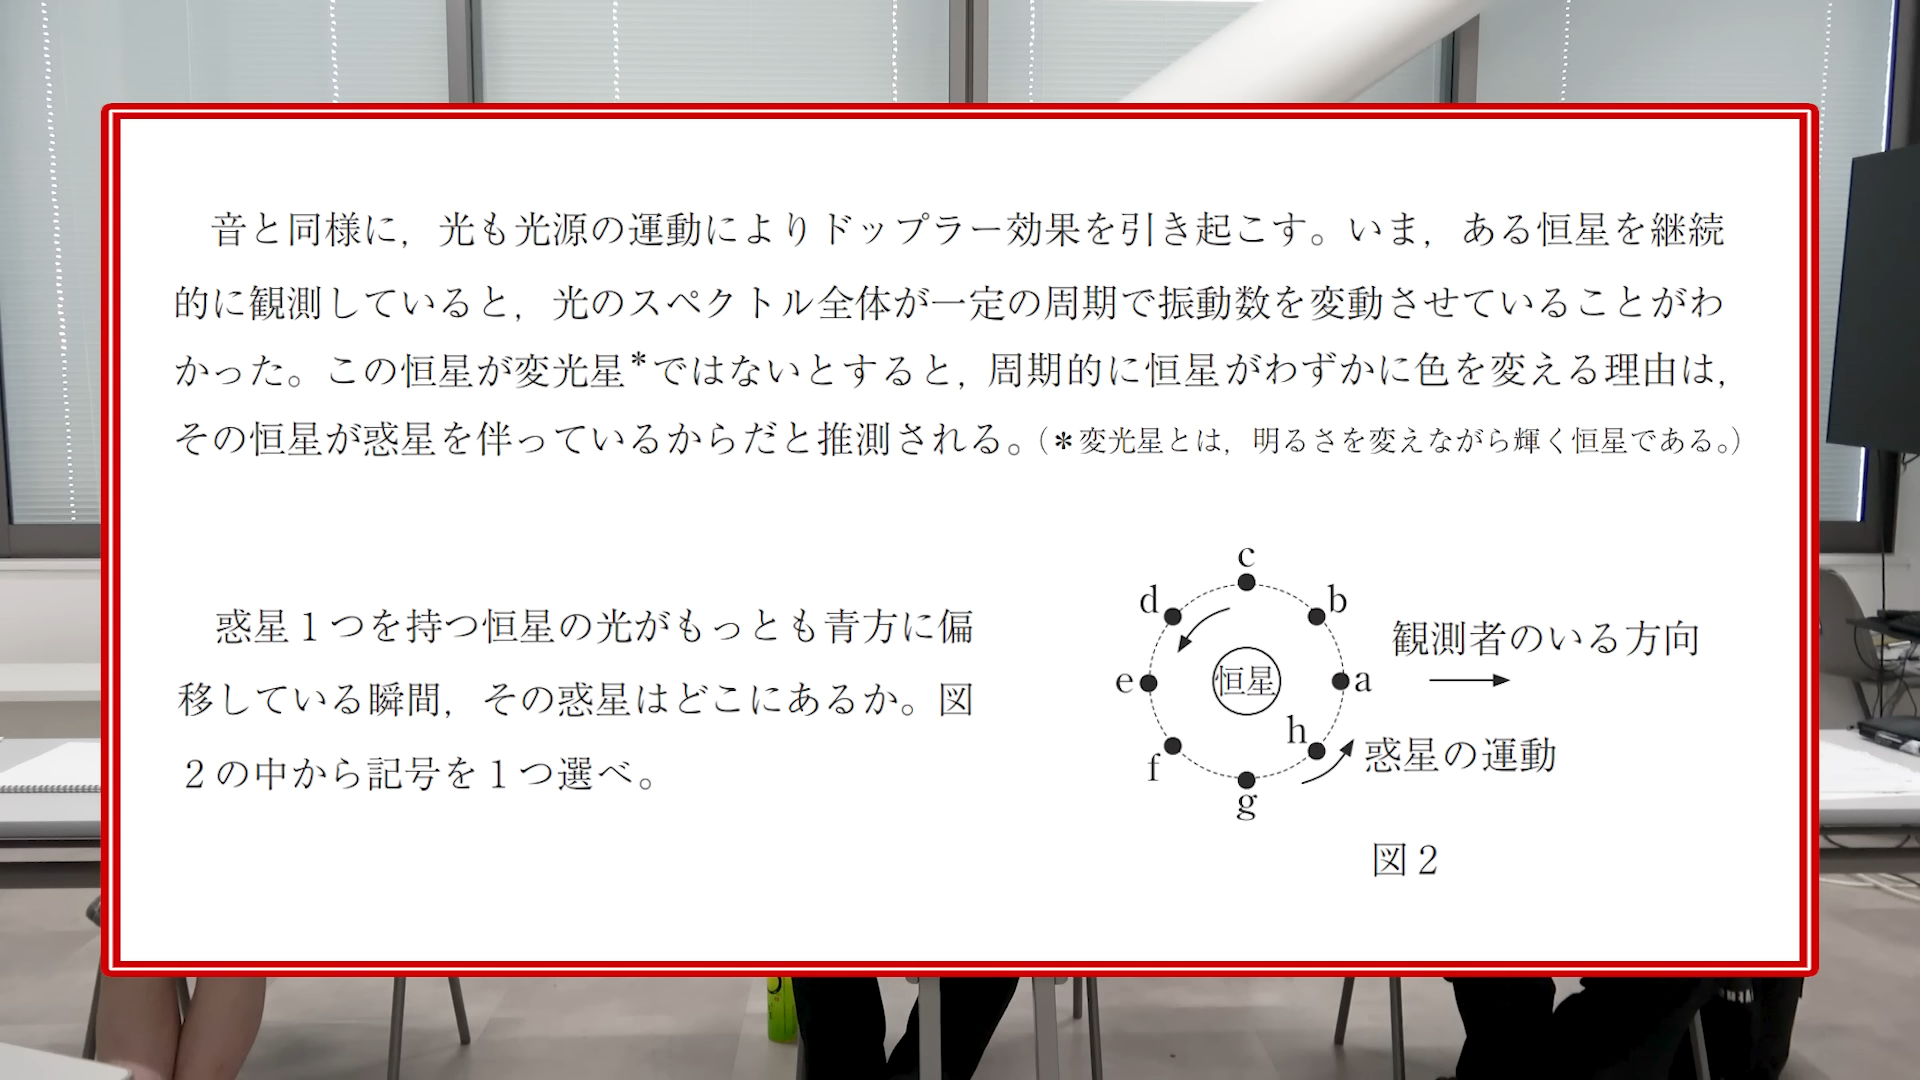 音と同様に，光も光源の運動によりドップラー効果を引き起こす。いま，ある恒星を継続
的に観測していると，光のスペクトル全体が一定の周期で振動数を変動させていることがわ
かった。この恒星が変光星*ではないとすると，周期的に恒星がわずかに色を変える理由は，
その恒星が惑星を伴っているからだと推測される。（*変光星とは，明るさを変えながら輝く恒星である。）
惑星1つを持つ恒星の光がもっとも青方に偏
移している瞬間，その惑星はどこにあるか。図
2の中から記号を1つ選べ。
c
d
b
観測者のいる方向
e
恒星
a
h
惑星の運動
f
g
図2